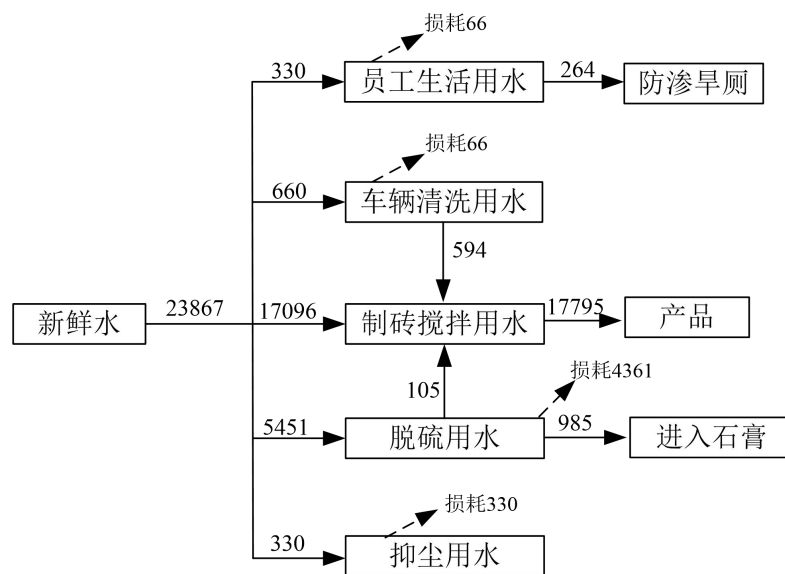 损耗66
330
员工生活用水
264
防渗旱厕
损耗66
660
车辆清洗用水
594
新鲜水
23867
17096
制砖搅拌用水
17795
产品
105
损耗4361
5451
脱硫用水
985
进入石膏
损耗330
330
抑尘用水